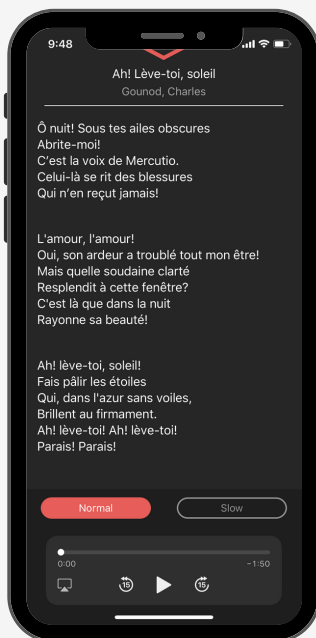 9:48
Ah! Lève-toi, soleil
Gounod, Charles
Ô nuit! Sous tes ailes obscures
Abrite-moi!
C’est la voix de Mercutio.
Celui-là se rit des blessures
Qui n’en reçut jamais!
L'amour, l'amour!
Oui, son ardeur a troublé tout mon être!
Mais quelle soudaine clarté
Resplendit à cette fenêtre?
C'est là que dans la nuit
Rayonne sa beauté!
Ah! lève-toi, soleil!
Fais pâlir les étoiles
Qui, dans l'azur sans voiles,
Brillent au firmament.
Ah! lève-toi! Ah! lève-toi!
Parais! Parais!
Normal Slow
0:00 −1:50
15 15